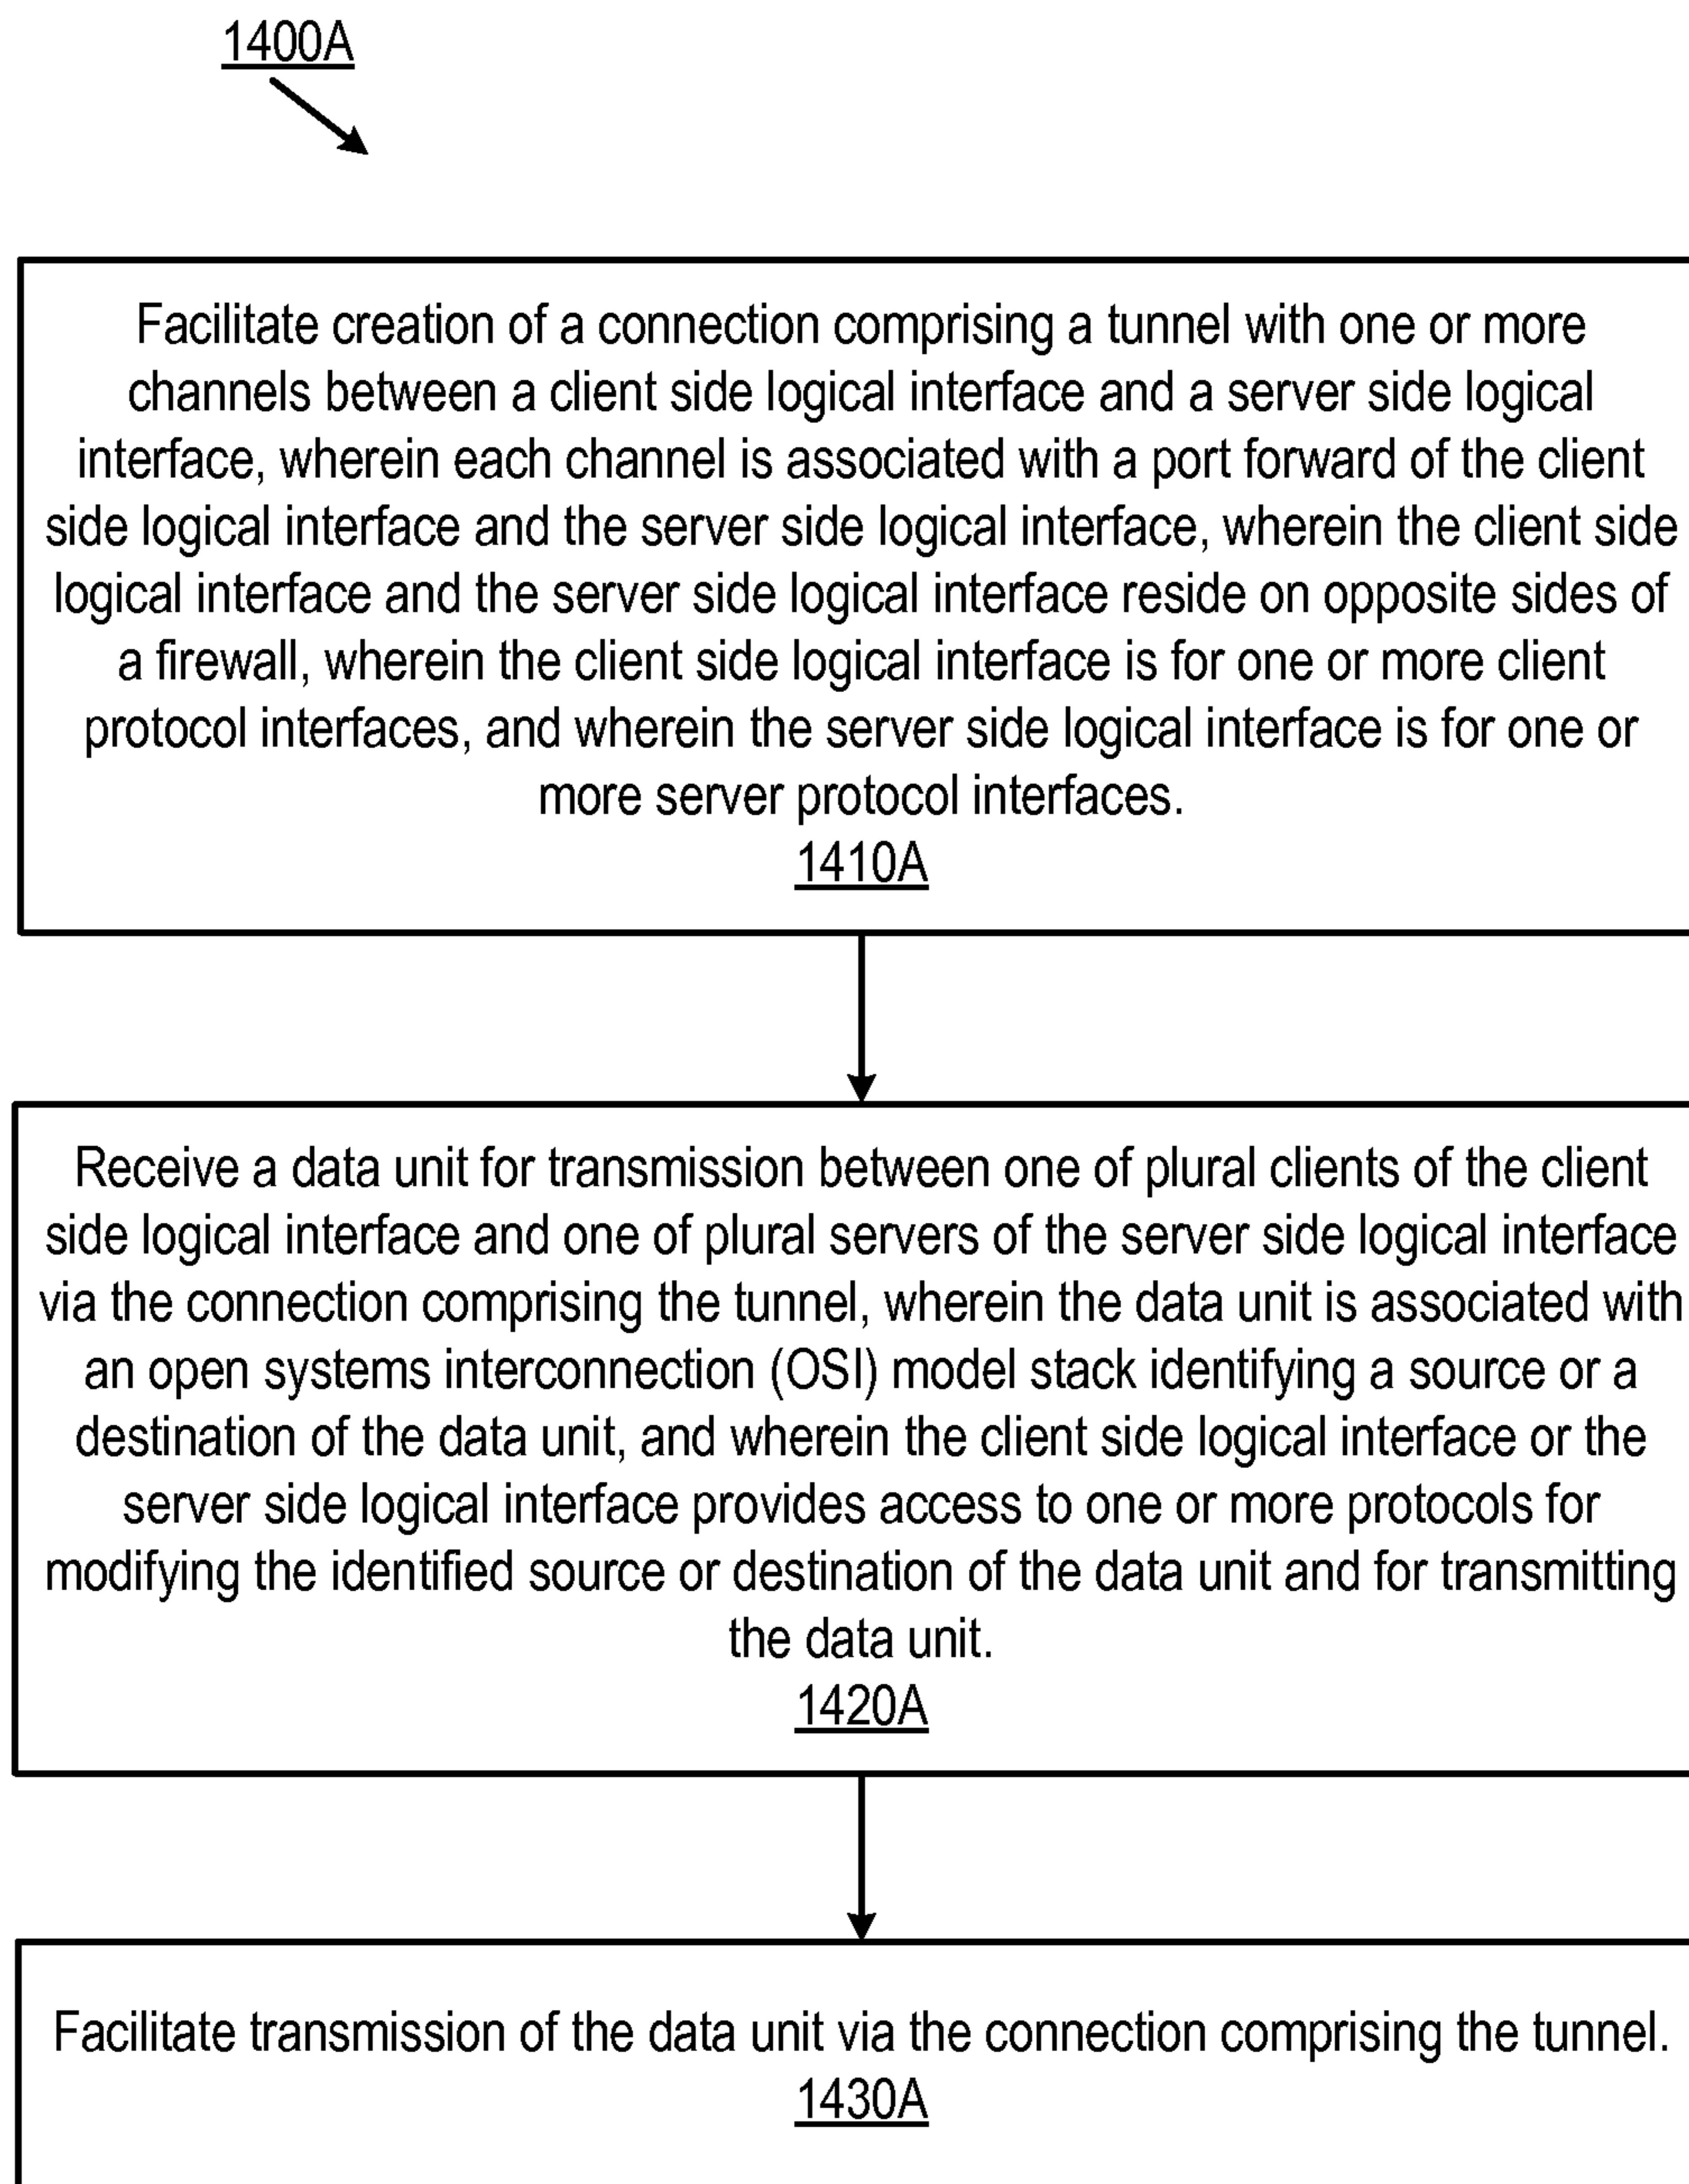 1400A
Facilitate creation of a connection comprising a tunnel with one or more
channels between a client side logical interface and a server side logical
interface, wherein each channel is associated with a port forward of the client
side logical interface and the server side logical interface, wherein the client side
logical interface and the server side logical interface reside on opposite sides of
a firewall, wherein the client side logical interface is for one or more client
protocol interfaces, and wherein the server side logical interface is for one or
more server protocol interfaces.
1410A
Receive a data unit for transmission between one of plural clients of the client
side logical interface and one of plural servers of the server side logical interface
via the connection comprising the tunnel, wherein the data unit is associated with
an open systems interconnection (OSI) model stack identifying a source or a
destination of the data unit, and wherein the client side logical interface or the
server side logical interface provides access to one or more protocols for
modifying the identified source or destination of the data unit and for transmitting
the data unit.
1420A
Facilitate transmission of the data unit via the connection comprising the tunnel.
1430A